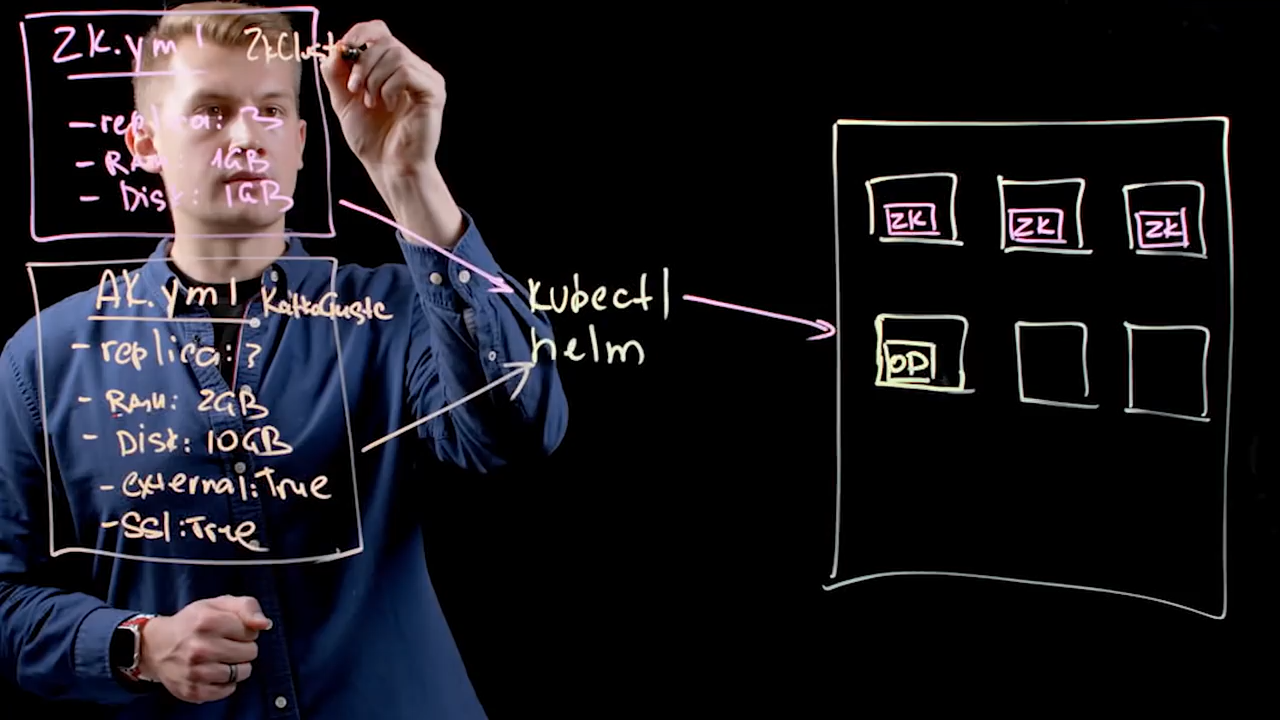 ZK.yml ZkClust
- replica: 3
- RAM: 1GB
- Disk: 1GB
AK.yml KafkaCluste
- replica: 3
- RAM: 2GB
- Disk: 10GB
- external: True
- SSl: True
kubectl
helm
ZK ZK ZK
OP